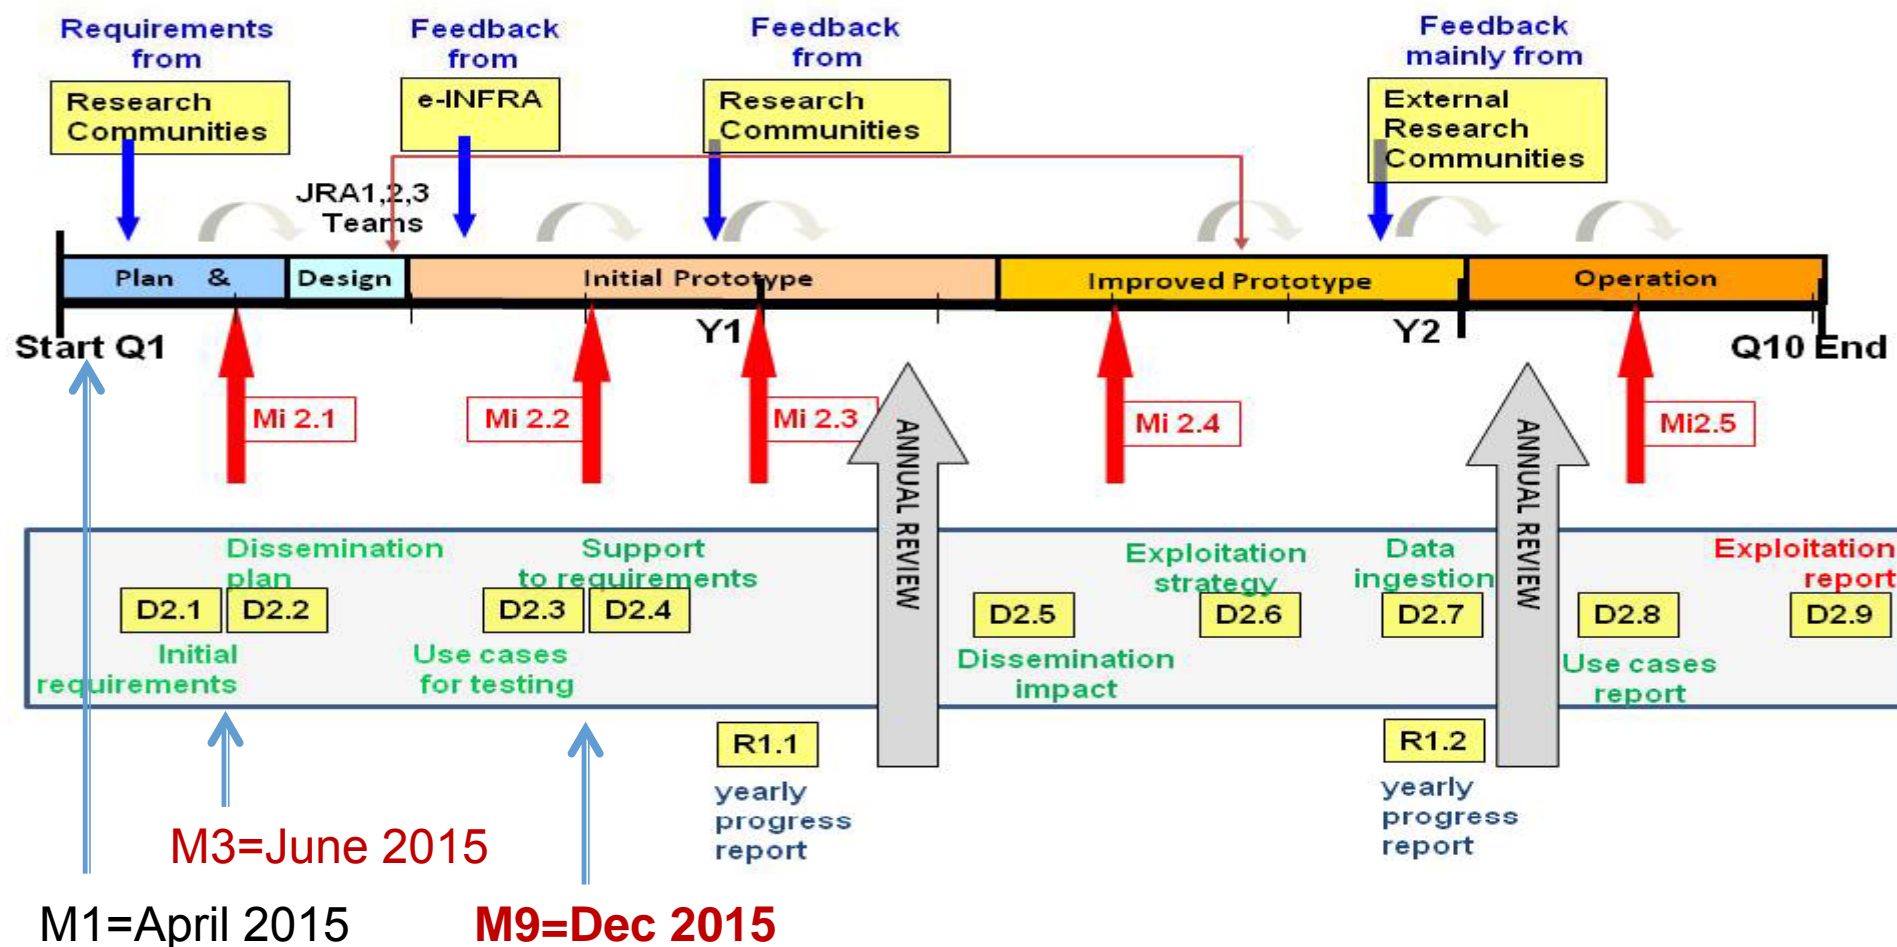 Requirements
from
Research
Communities
Feedback
from
e-INFRA
Feedback
from
Research
Communities
Feedback
mainly from
External
Research
Communities
JRA1,2,3
Teams
Plan &
Design
Initial Prototype
Improved Prototype
Operation
Start Q1
Y1
Y2
Q10 End
Mi 2.1
Mi 2.2
Mi 2.3
Mi 2.4
Mi2.5
ANNUAL REVIEW
ANNUAL REVIEW
Dissemination
plan
Support
to requirements
Exploitation
strategy
Data
ingestion
Exploitation
report
D2.1
D2.2
D2.3
D2.4
D2.5
D2.6
D2.7
D2.8
D2.9
Initial
requirements
Use cases
for testing
Dissemination
impact
Use cases
report
R1.1
yearly
progress
report
R1.2
yearly
progress
report
M3=June 2015
M1=April 2015
M9=Dec 2015